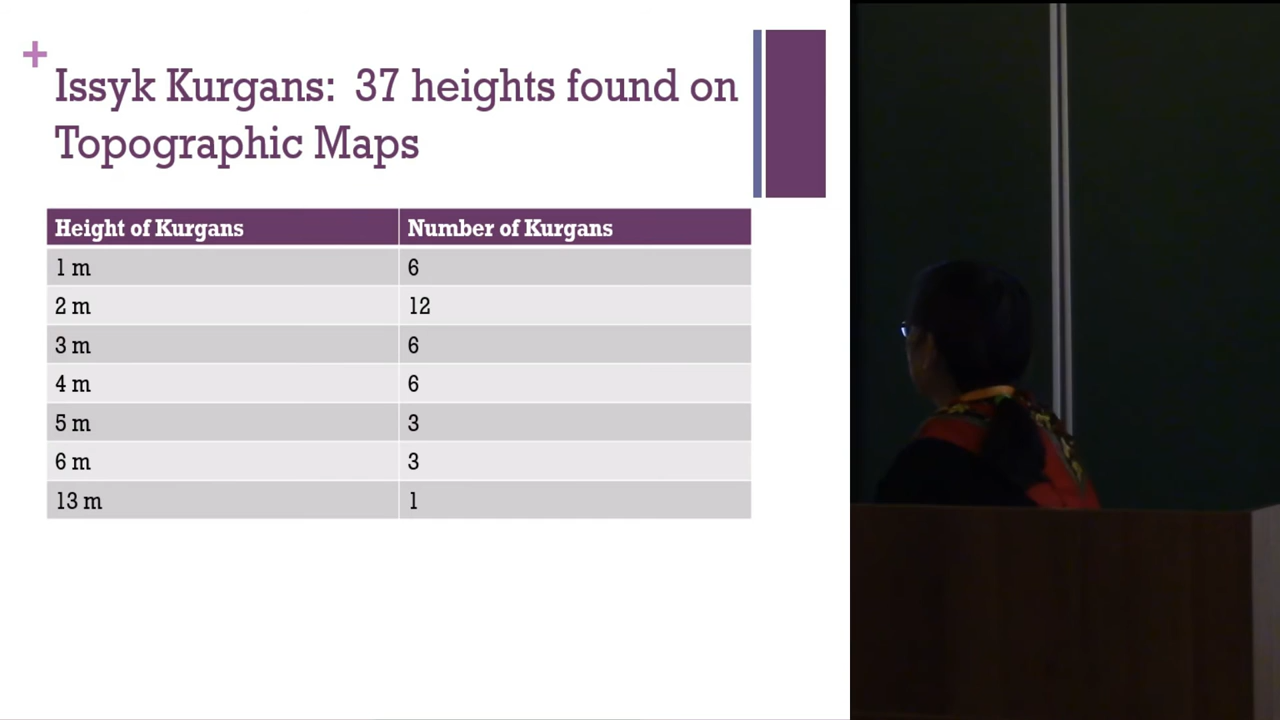 +
Issyk Kurgans: 37 heights found on
Topographic Maps
Height of Kurgans Number of Kurgans
1 m 6
2 m 12
3 m 6
4 m 6
5 m 3
6 m 3
13 m 1